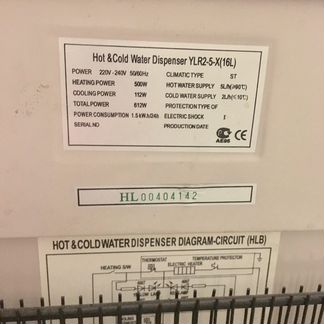 Hot & Cold Water Dispenser YLR2-5-X(16L)
POWER 220V-240V 50/60Hz CLIMATIC TYPE ST
HEATING POWER 500W HOT WATER SUPPLY 5L/h(≥90℃)
COOLING POWER 112W COLD WATER SUPPLY 2L/h(≤10℃)
TOTAL POWER 612W PROTECTION TYPE OF
POWER CONSUMPTION 1.5kW.h/24h ELECTRIC SHOCK I
SERIAL NO PRODUCTION DATE
CE
AE95
HL00404142
HOT & COLD WATER DISPENSER DIAGRAM-CIRCUIT (HLB)
THERMOSTAT TEMPERATURE PROTECTOR
HEATING S/W ELECTRIC HEATER